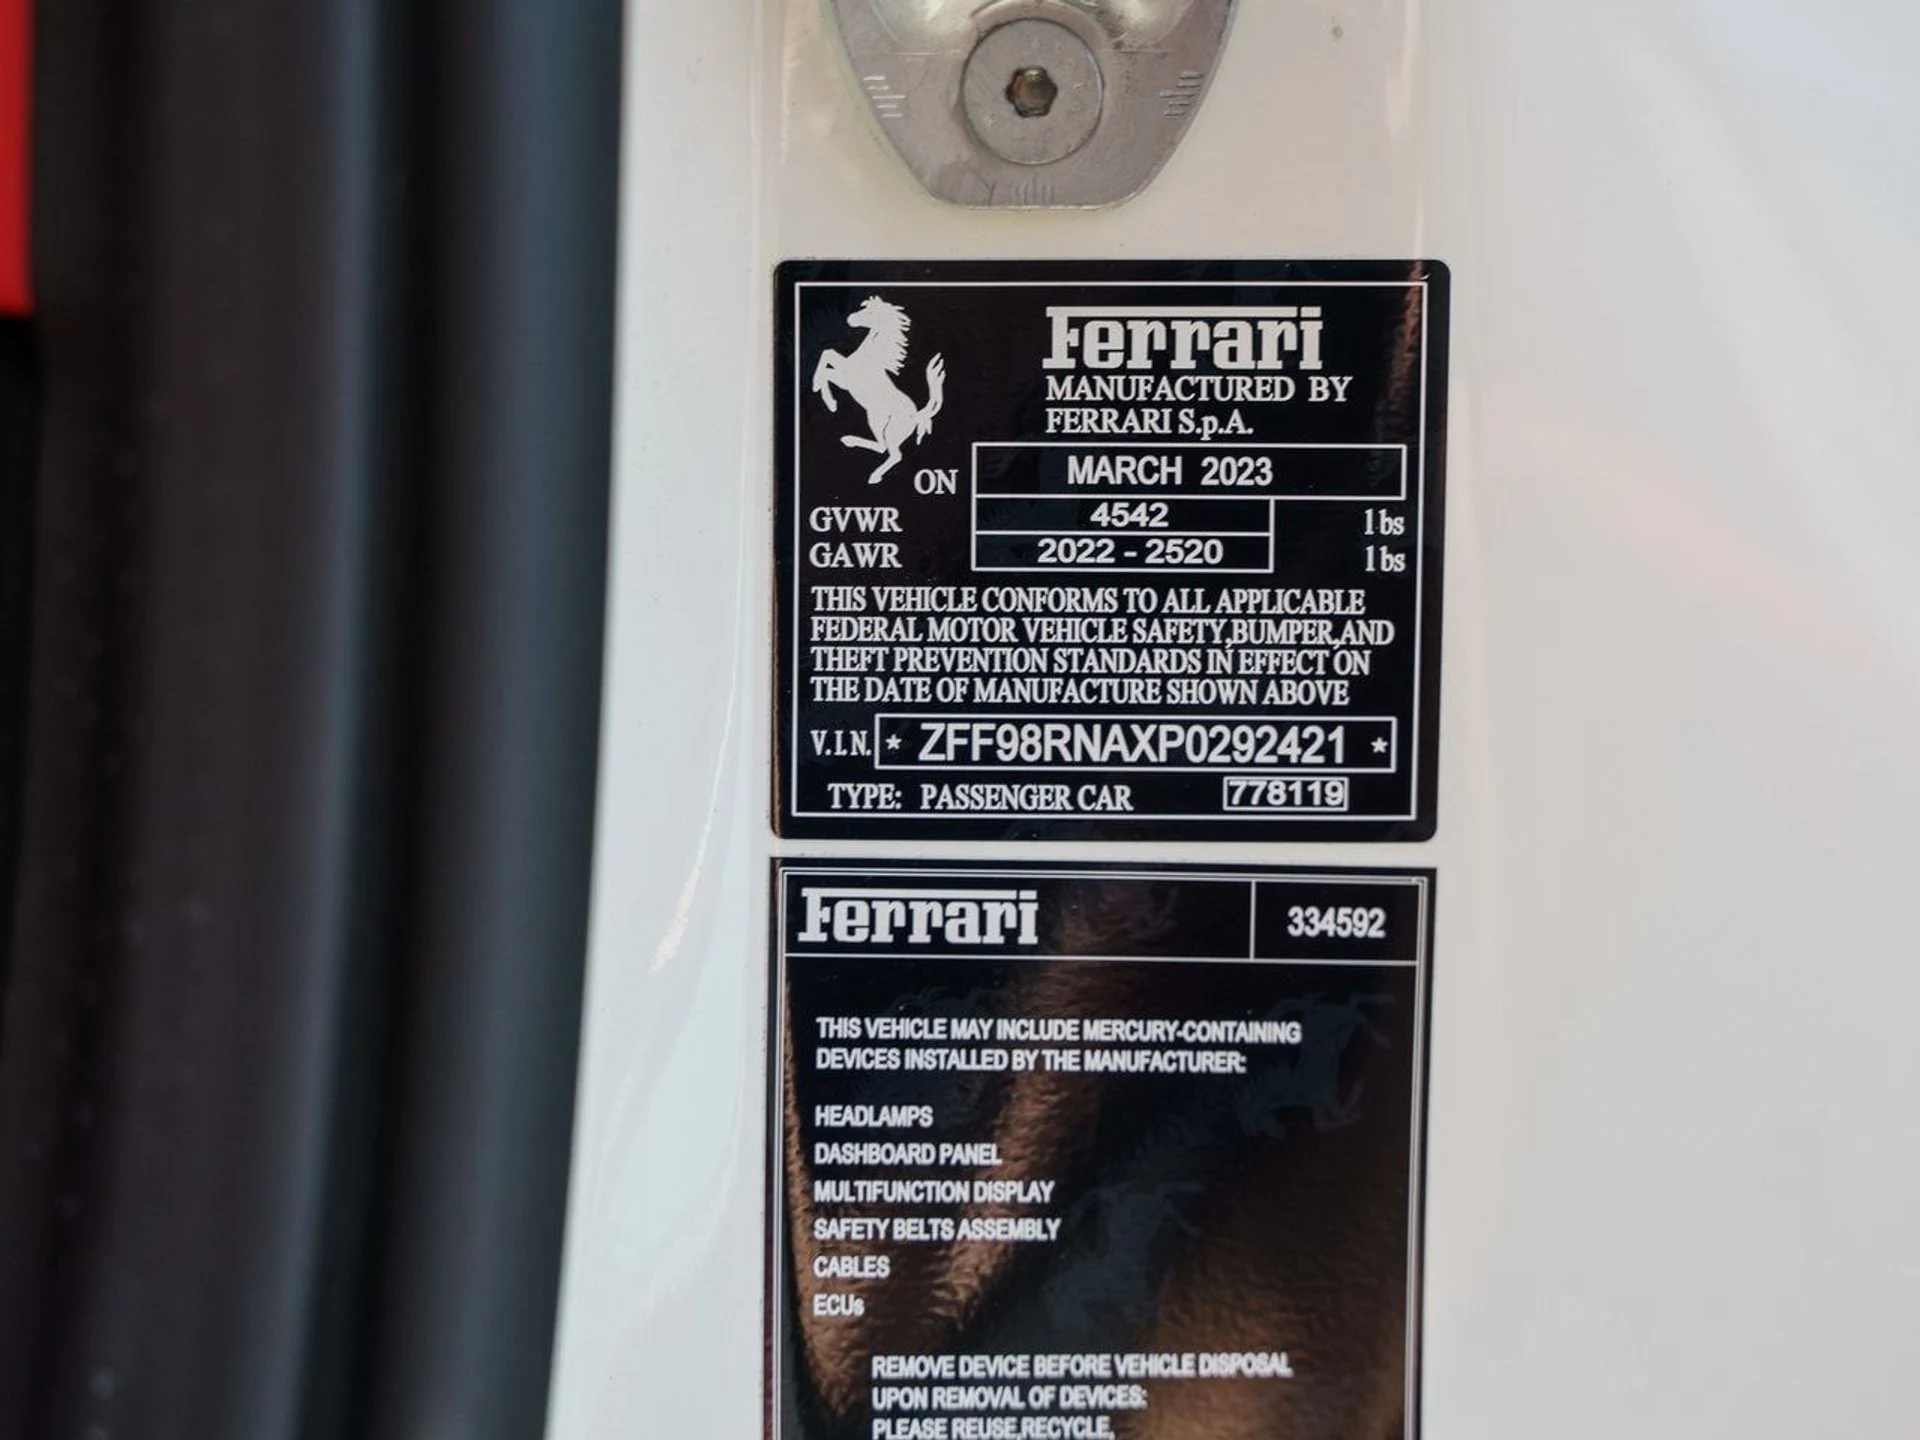 Ferrari
MANUFACTURED BY
FERRARI S.p.A.
ON MARCH 2023
GVWR 4542 lbs
GAWR 2022 - 2520 lbs
THIS VEHICLE CONFORMS TO ALL APPLICABLE
FEDERAL MOTOR VEHICLE SAFETY,BUMPER,AND
THEFT PREVENTION STANDARDS IN EFFECT ON
THE DATE OF MANUFACTURE SHOWN ABOVE
V.I.N. * ZFF98RNAXP0292421 *
TYPE: PASSENGER CAR 778119
Ferrari 334592
THIS VEHICLE MAY INCLUDE MERCURY-CONTAINING
DEVICES INSTALLED BY THE MANUFACTURER:
HEADLAMPS
DASHBOARD PANEL
MULTIFUNCTION DISPLAY
SAFETY BELTS ASSEMBLY
CABLES
ECUs
REMOVE DEVICE BEFORE VEHICLE DISPOSAL
UPON REMOVAL OF DEVICES:
PLEASE REUSE,RECYCLE,